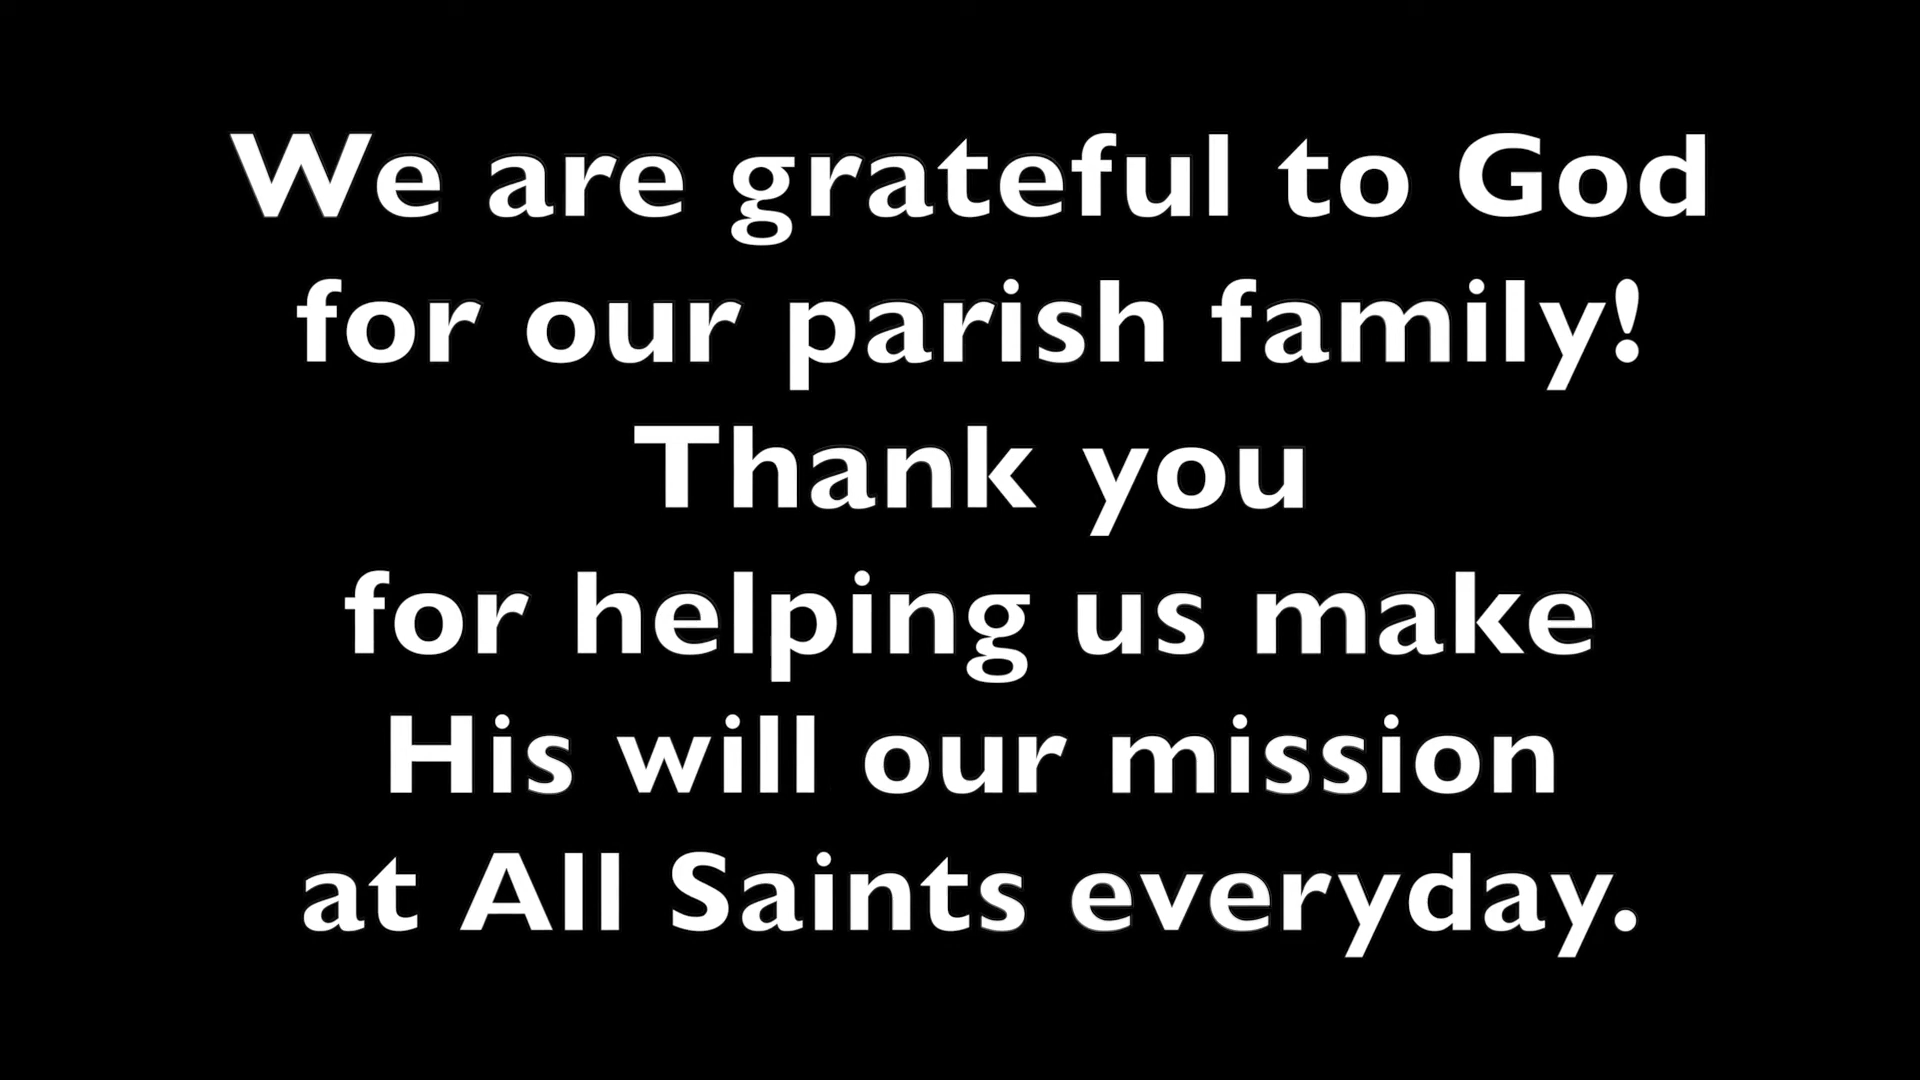 We are grateful to God
for our parish family!
Thank you
for helping us make
His will our mission
at All Saints everyday.